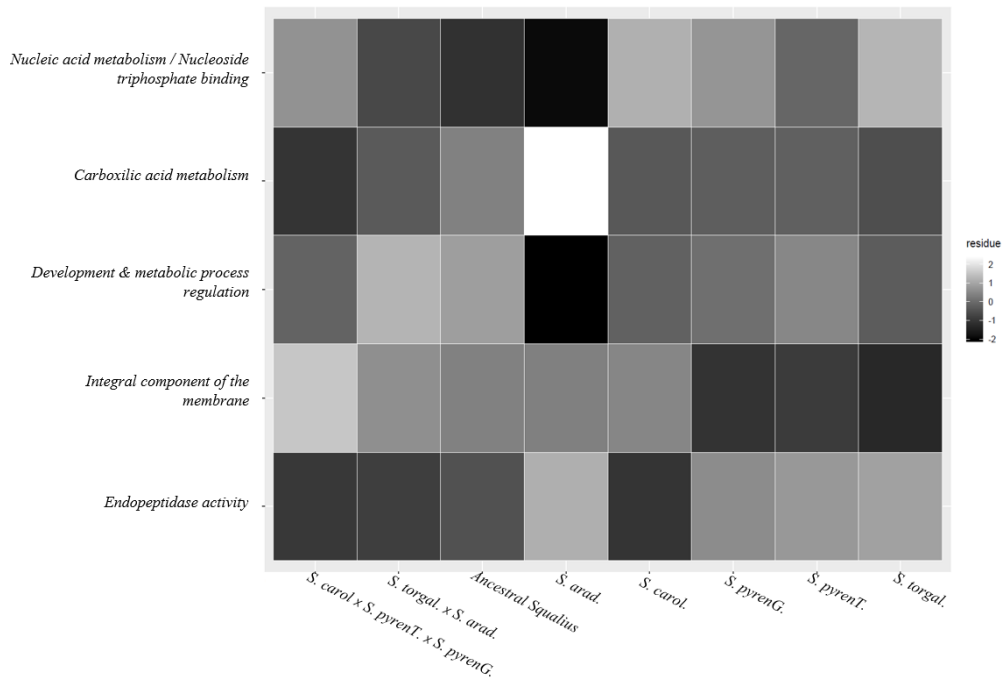 Nucleic acid metabolism / Nucleoside
triphosphate binding
Carboxilic acid metabolism
Development & metabolic process
regulation
Integral component of the
membrane
Endopeptidase activity
residue
2
1
0
-1
-2
S. carol x S. pyrenT. x S. pyrenG.
S. torgal. x S. arad.
Ancestral Squalius
S. arad.
S. carol.
S. pyrenG.
S. pyrenT.
S. torgal.